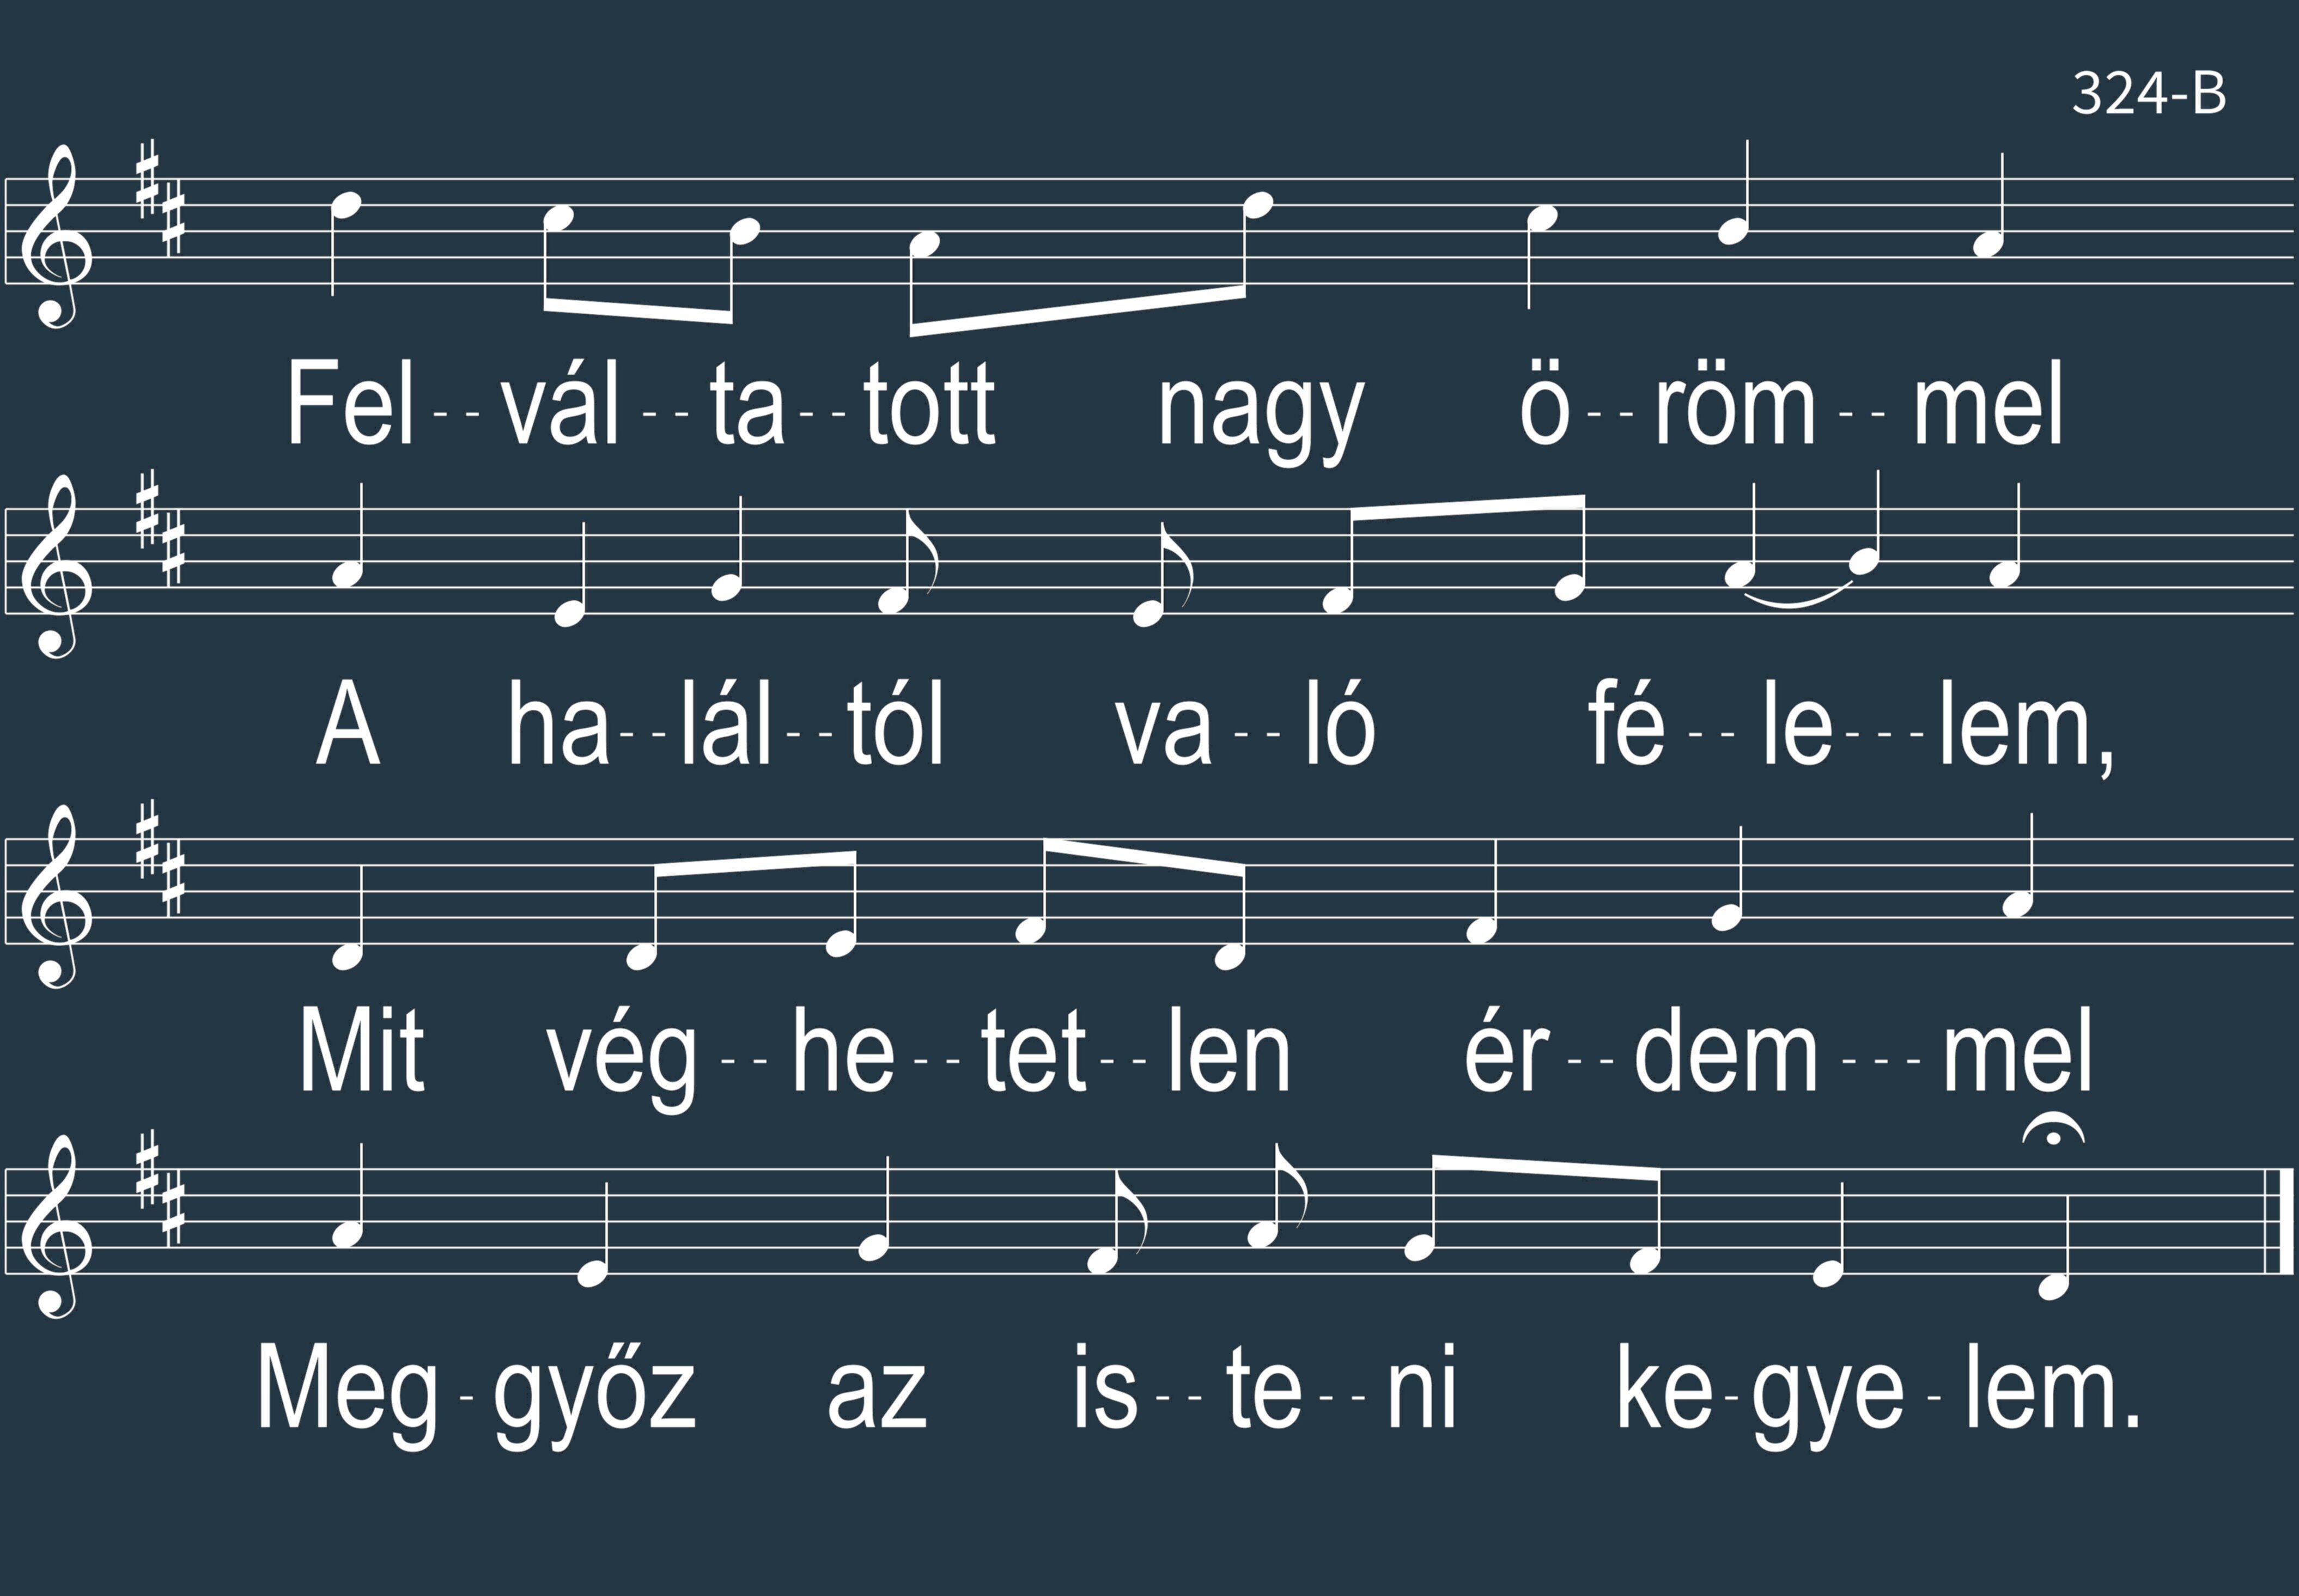 324-B
Fel--vál--ta--tott nagy ö--röm--mel
A ha--lál--tól va--ló fé--le---lem,
Mit vég--he--tet--len ér--dem---mel
Meg-győz az is--te--ni ke-gye-lem.